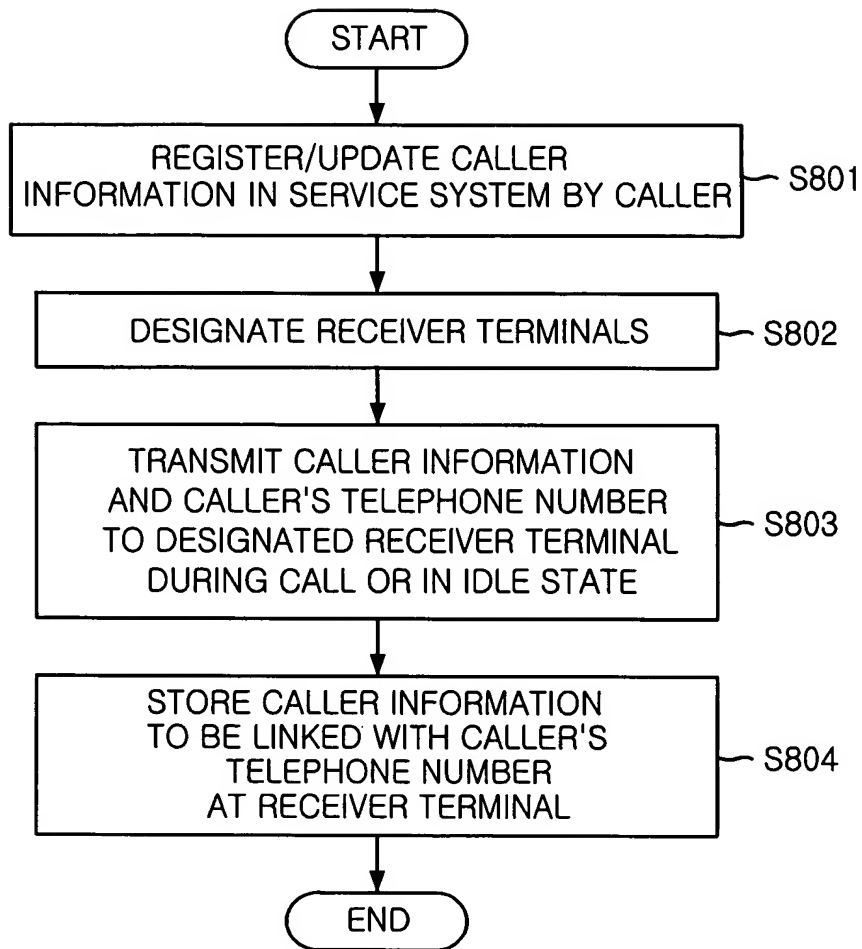 START
REGISTER/UPDATE CALLER
INFORMATION IN SERVICE SYSTEM BY CALLER
S801
DESIGNATE RECEIVER TERMINALS
S802
TRANSMIT CALLER INFORMATION
AND CALLER'S TELEPHONE NUMBER
TO DESIGNATED RECEIVER TERMINAL
DURING CALL OR IN IDLE STATE
S803
STORE CALLER INFORMATION
TO BE LINKED WITH CALLER'S
TELEPHONE NUMBER
AT RECEIVER TERMINAL
S804
END